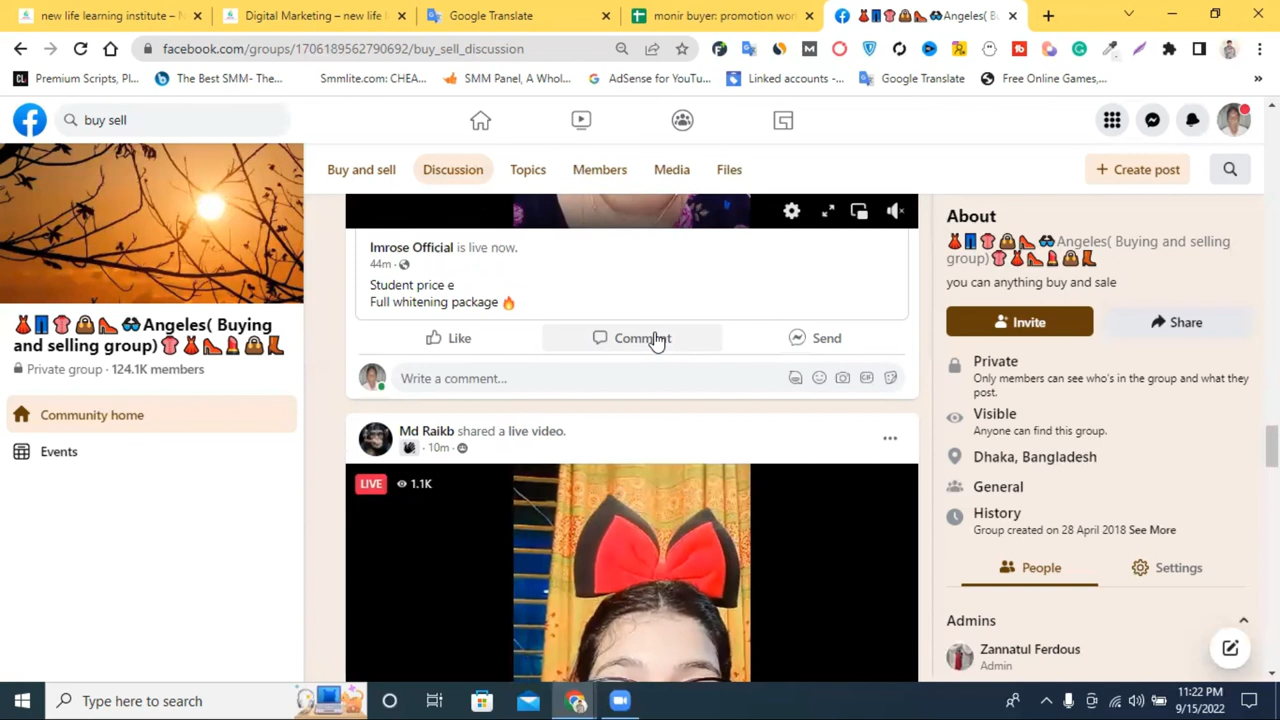 new life learning institute –
Digital Marketing – new life
Google Translate
monir buyer: promotion wor
Angeles( B
facebook.com/groups/1706189562790692/buy_sell_discussion
Premium Scripts, Pl...
The Best SMM- The...
Smmlite.com: CHEA...
SMM Panel, A Whol...
AdSense for YouTu...
Linked accounts -...
Google Translate
Free Online Games,...
buy sell
Buy and sell
Discussion
Topics
Members
Media
Files
+ Create post
Angeles( Buying
and selling group)
Private group · 124.1K members
Community home
Events
Imrose Official is live now.
44m ·
Student price e
Full whitening package 🔥
Like
Comment
Send
Write a comment...
Md Raikb shared a live video.
· 10m ·
LIVE
1.1K
About
Angeles( Buying and selling
group)
you can anything buy and sale
Invite
Share
Private
Only members can see who's in the group and what they
post.
Visible
Anyone can find this group.
Dhaka, Bangladesh
General
History
Group created on 28 April 2018 See More
People
Settings
Admins
Zannatul Ferdous
Admin
Type here to search
11:22 PM
9/15/2022